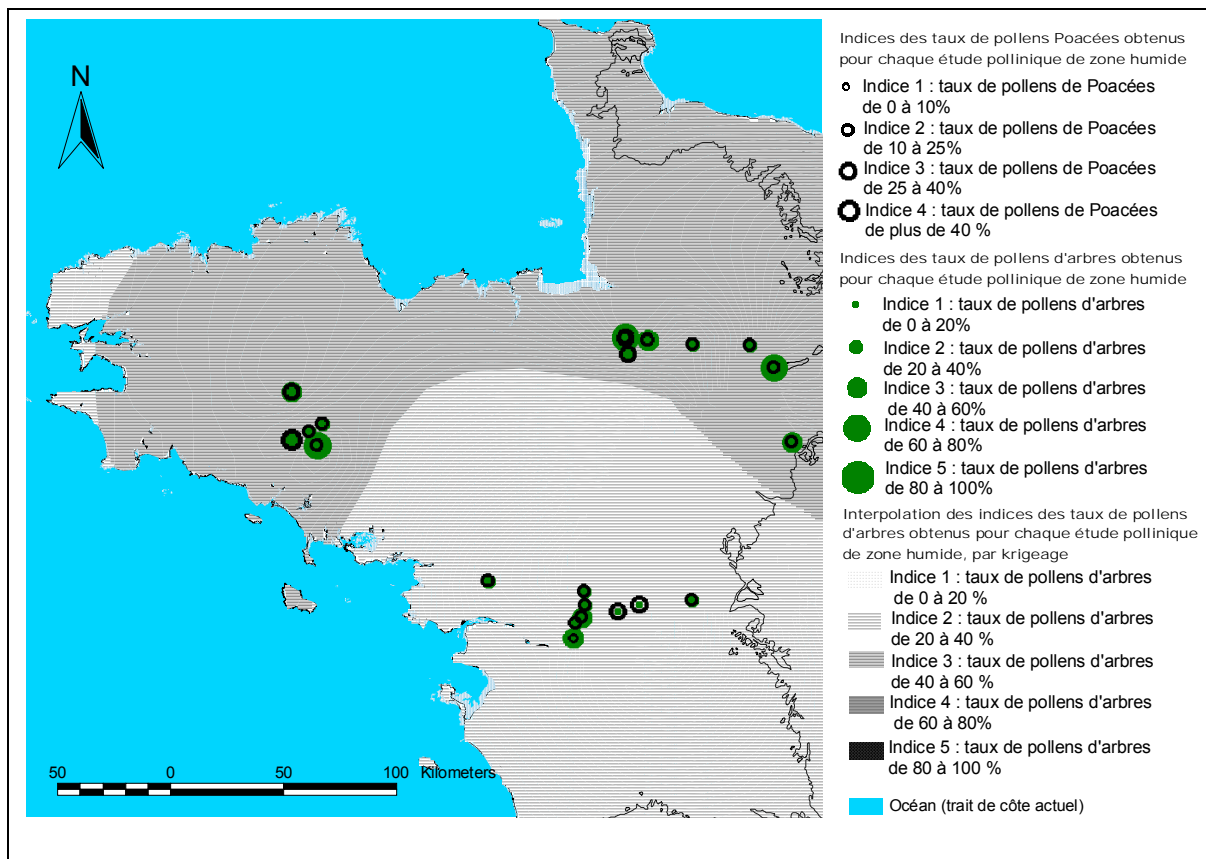 N
50
0
50
100
Kilometers
Indices des taux de pollens Poacées obtenus
pour chaque étude pollinique de zone humide
Indice 1 : taux de pollens de Poacées
de 0 à 10%
Indice 2 : taux de pollens de Poacées
de 10 à 25%
Indice 3 : taux de pollens de Poacées
de 25 à 40%
Indice 4 : taux de pollens de Poacées
de plus de 40 %
Indices des taux de pollens d'arbres obtenus
pour chaque étude pollinique de zone humide
Indice 1 : taux de pollens d'arbres
de 0 à 20%
Indice 2 : taux de pollens d'arbres
de 20 à 40%
Indice 3 : taux de pollens d'arbres
de 40 à 60%
Indice 4 : taux de pollens d'arbres
de 60 à 80%
Indice 5 : taux de pollens d'arbres
de 80 à 100%
Interpolation des indices des taux de pollens
d'arbres obtenus pour chaque étude pollinique
de zone humide, par krigeage
Indice 1 : taux de pollens d'arbres
de 0 à 20 %
Indice 2 : taux de pollens d'arbres
de 20 à 40 %
Indice 3 : taux de pollens d'arbres
de 40 à 60 %
Indice 4 : taux de pollens d'arbres
de 60 à 80%
Indice 5 : taux de pollens d'arbres
de 80 à 100 %
Océan (trait de côte actuel)